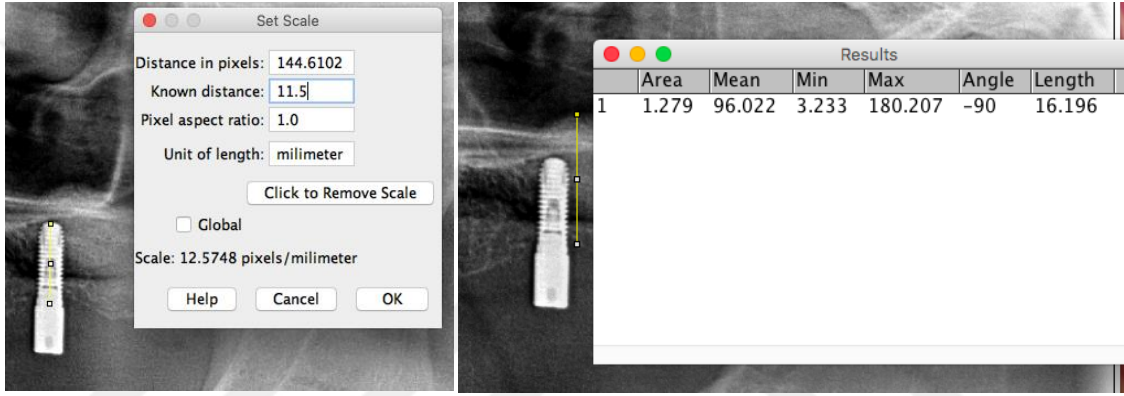 Set Scale
Distance in pixels: 144.6102
Known distance: 11.5
Pixel aspect ratio: 1.0
Unit of length: milimeter
Click to Remove Scale
Global
Scale: 12.5748 pixels/milimeter
Help Cancel OK
Results
Area Mean Min Max Angle Length
1 1.279 96.022 3.233 180.207 -90 16.196